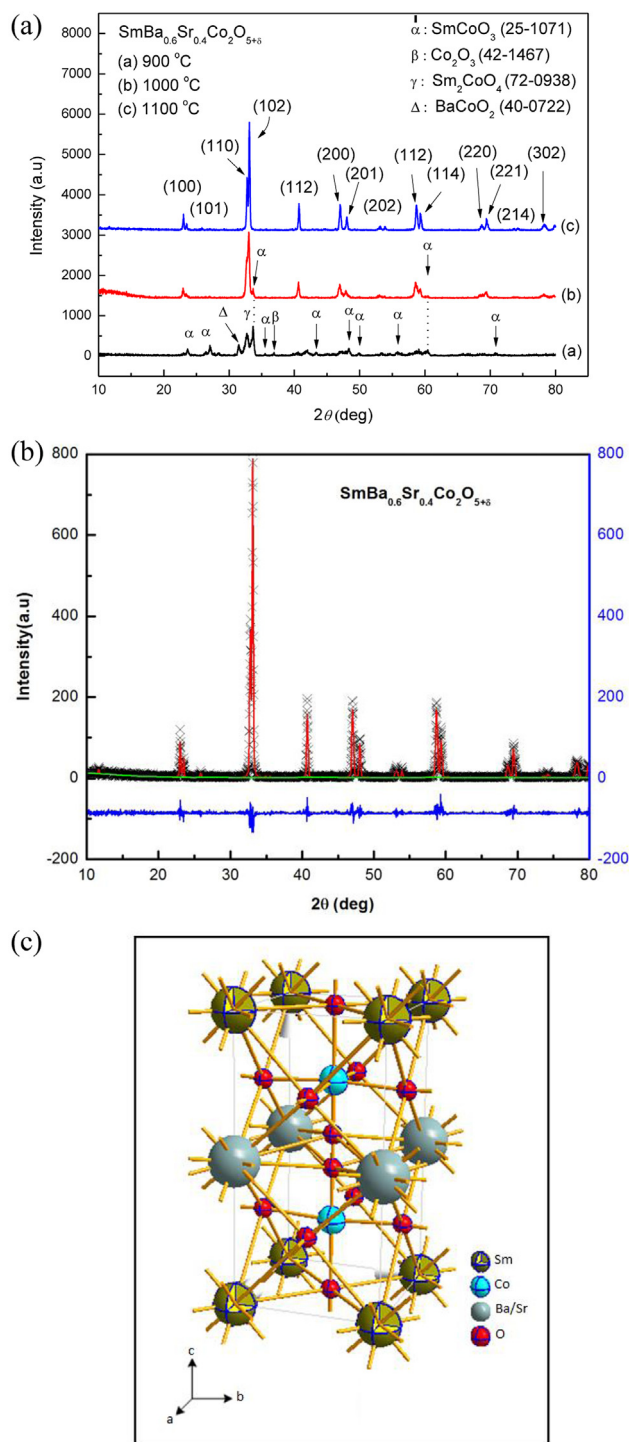 (a)
SmBa0.6Sr0.4Co2O5+δ
(a) 900 °C
(b) 1000 °C
(c) 1100 °C
α : SmCoO3 (25-1071)
β : Co2O3 (42-1467)
γ : Sm2CoO4 (72-0938)
Δ : BaCoO2 (40-0722)
8000
7000
6000
5000
4000
3000
2000
1000
0
Intensity (a.u)
(100)
(101)
(110)
(102)
(112)
(200)
(201)
(202)
(112)
(114)
(220)
(221)
(214)
(302)
(c)
α
α
(b)
α
α
Δ
γ
α
β
α
α
α
α
α
(a)
10 20 30 40 50 60 70 80
2θ (deg)
(b)
SmBa0.6Sr0.4Co2O5+δ
800 800
600 600
400 400
200 200
0 0
-200 -200
Intensity(a.u)
10 20 30 40 50 60 70 80
2θ (deg)
(c)
Sm
Co
Ba/Sr
O
c
b
a